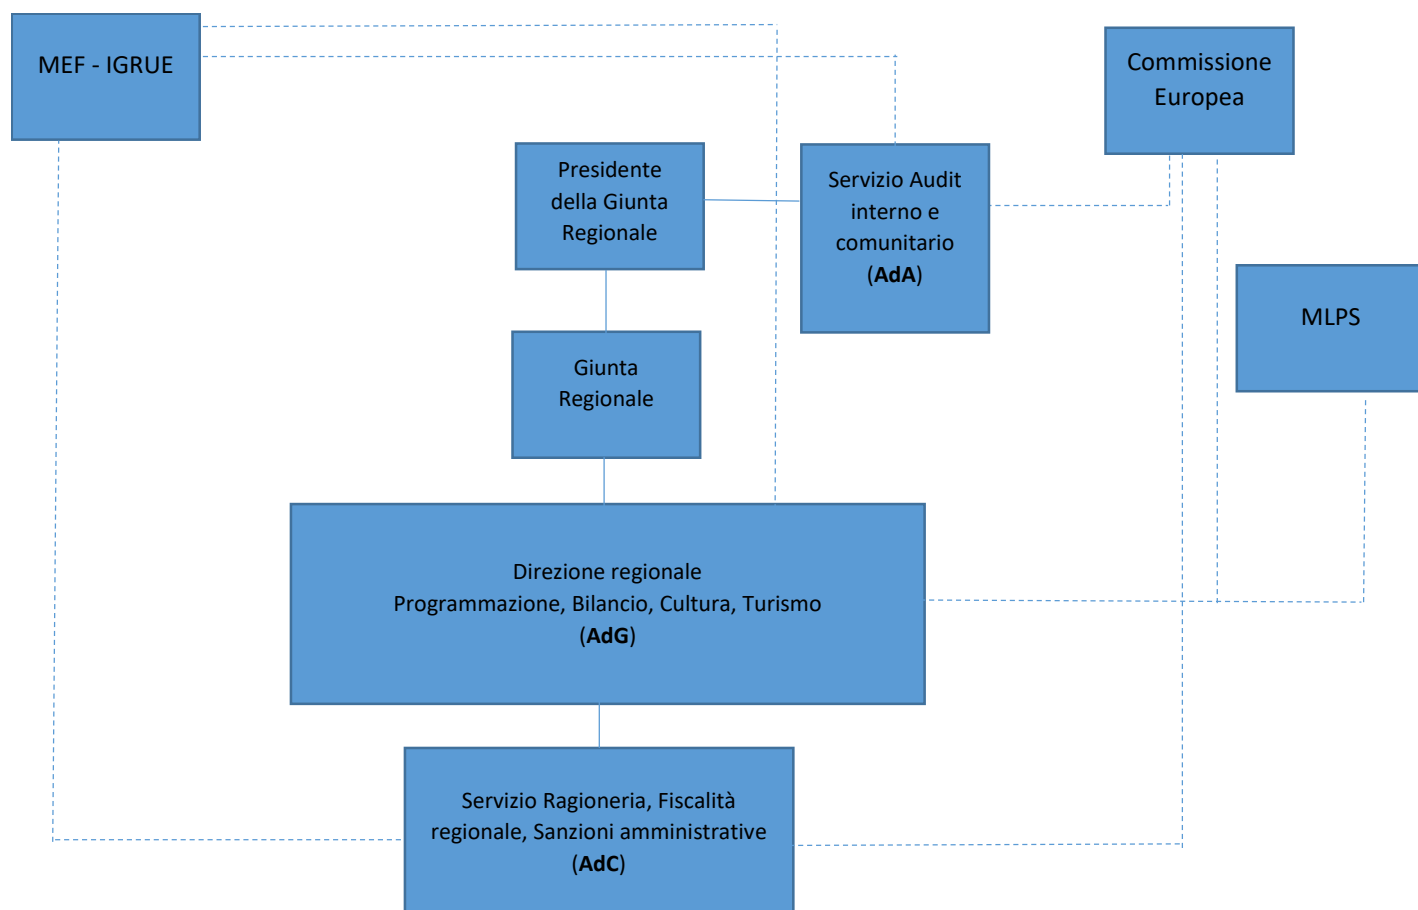 MEF - IGRUE
Commissione
Europea
Presidente
della Giunta
Regionale
Servizio Audit
interno e
comunitario
(AdA)
MLPS
Giunta
Regionale
Direzione regionale
Programmazione, Bilancio, Cultura, Turismo
(AdG)
Servizio Ragioneria, Fiscalità
regionale, Sanzioni amministrative
(AdC)